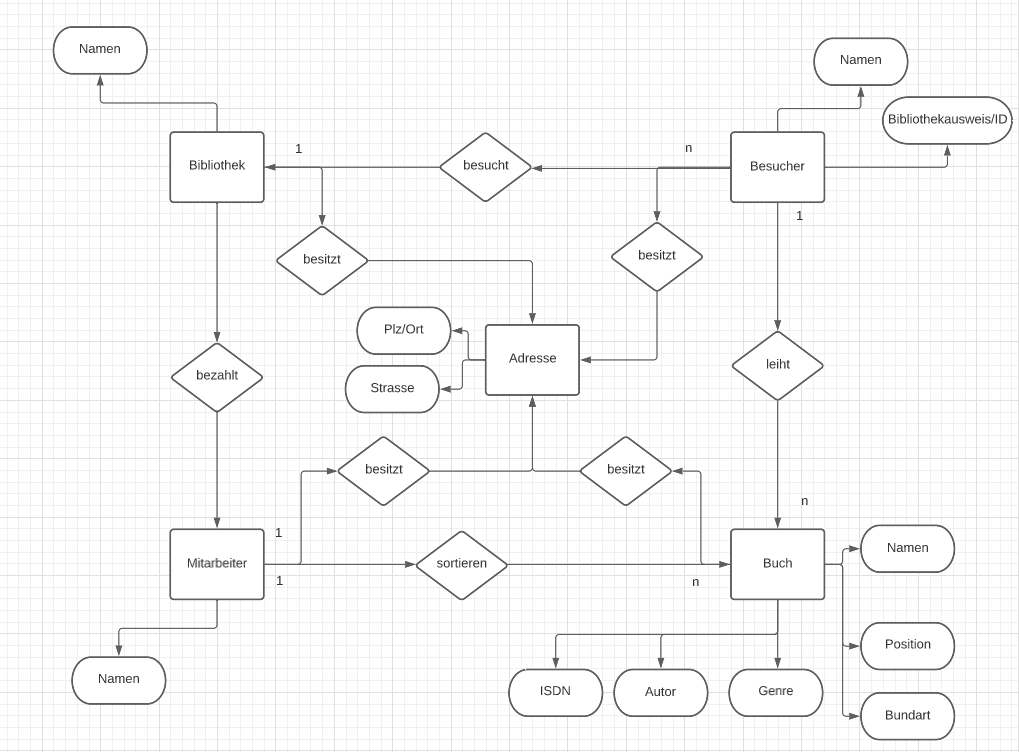 Namen
Namen
Bibliothekausweis/ID
1
n
Bibliothek
besucht
Besucher
1
besitzt
besitzt
Plz/Ort
Adresse
leiht
bezahlt
Strasse
besitzt
besitzt
n
1
Namen
Mitarbeiter
sortieren
Buch
1
n
Position
Namen
ISDN
Autor
Genre
Bundart